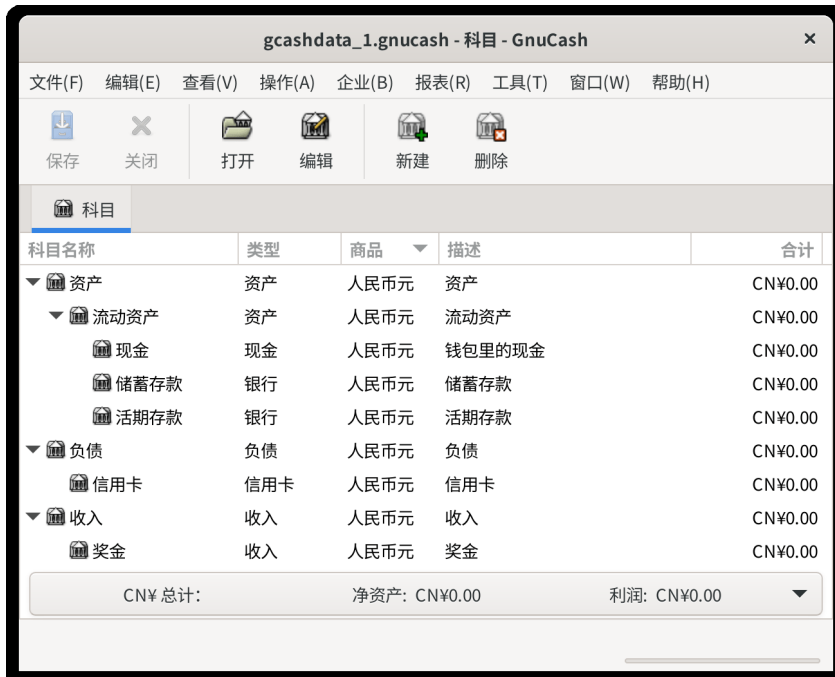 gcashdata_1.gnucash - 科目 - GnuCash ×
文件(F) 编辑(E) 查看(V) 操作(A) 企业(B) 报表(R) 工具(T) 窗口(W) 帮助(H)
保存 关闭 打开 编辑 新建 删除
科目
科目名称 类型 商品 描述 合计
资产 资产 人民币元 资产 CN¥0.00
流动资产 资产 人民币元 流动资产 CN¥0.00
现金 现金 人民币元 钱包里的现金 CN¥0.00
储蓄存款 银行 人民币元 储蓄存款 CN¥0.00
活期存款 银行 人民币元 活期存款 CN¥0.00
负债 负债 人民币元 负债 CN¥0.00
信用卡 信用卡 人民币元 信用卡 CN¥0.00
收入 收入 人民币元 收入 CN¥0.00
奖金 收入 人民币元 奖金 CN¥0.00
CN¥ 总计: 净资产: CN¥0.00 利润: CN¥0.00